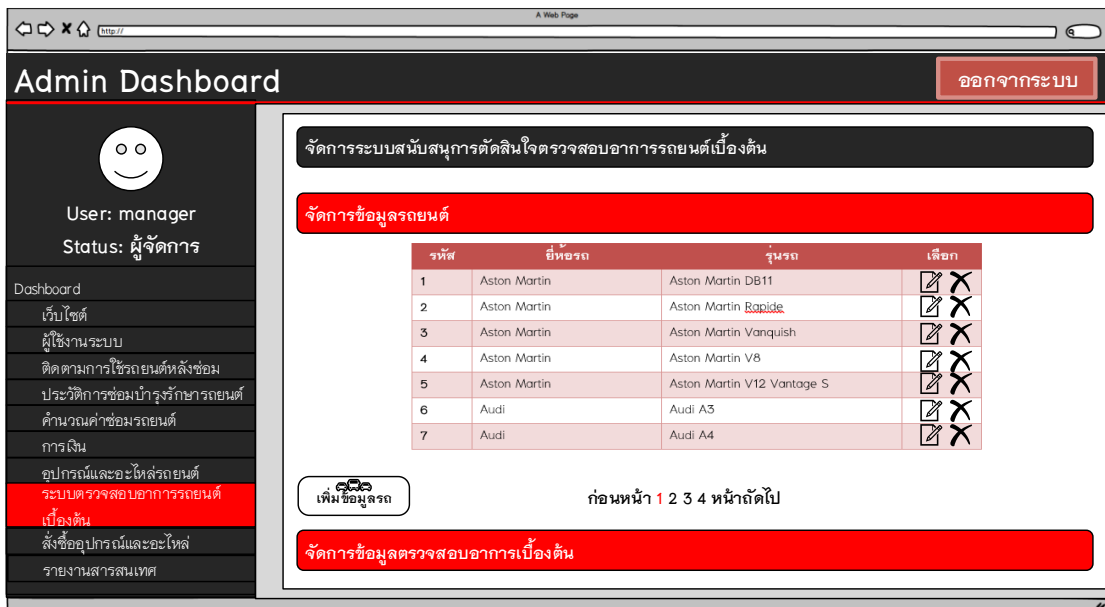 A Web Page
http://
Admin Dashboard
ออกจากระบบ
User: manager
Status: ผู้จัดการ
Dashboard
เว็บไซต์
ผู้ใช้งานระบบ
ติดตามการใช้รถยนต์หลังซ่อม
ประวัติการซ่อมบำรุงรักษารถยนต์
คำนวณค่าซ่อมรถยนต์
การเงิน
อุปกรณ์และอะไหล่รถยนต์
ระบบตรวจสอบอาการรถยนต์
เบื้องต้น
สั่งซื้ออุปกรณ์และอะไหล่
รายงานสารสนเทศ
จัดการระบบสนับสนุการตัดสินใจตรวจสอบอาการรถยนต์เบื้องต้น
จัดการข้อมูลรถยนต์
รหัส ยี่ห้อรถ รุ่นรถ เลือก
1 Aston Martin Aston Martin DB11
2 Aston Martin Aston Martin Rapide
3 Aston Martin Aston Martin Vanquish
4 Aston Martin Aston Martin V8
5 Aston Martin Aston Martin V12 Vantage S
6 Audi Audi A3
7 Audi Audi A4
เพิ่มข้อมูลรถ
ก่อนหน้า 1 2 3 4 หน้าถัดไป
จัดการข้อมูลตรวจสอบอาการเบื้องต้น